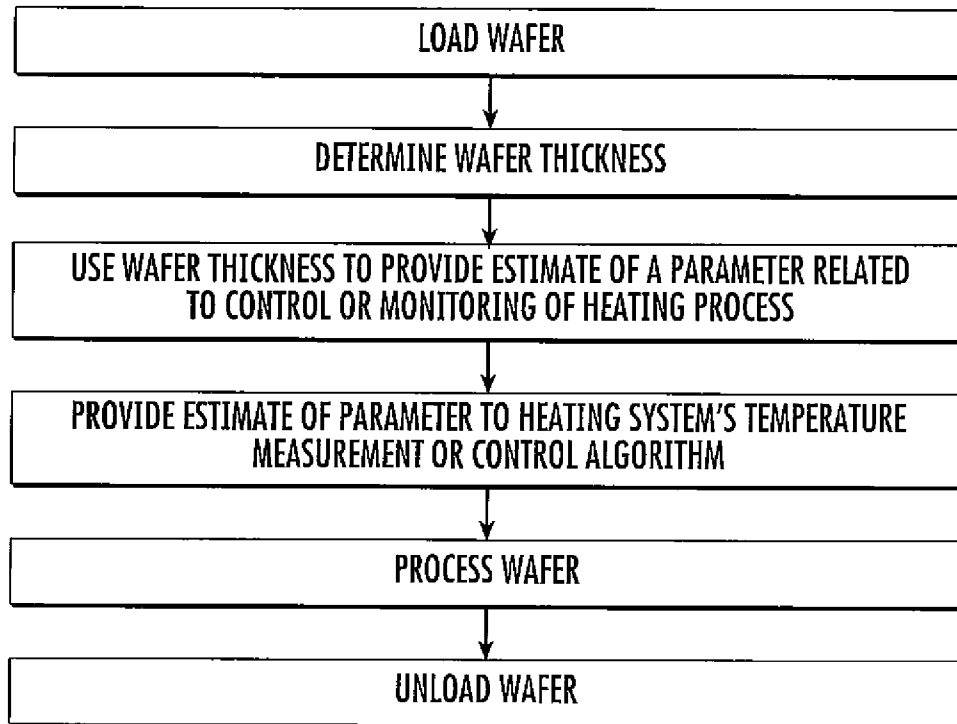 LOAD WAFER
DETERMINE WAFER THICKNESS
USE WAFER THICKNESS TO PROVIDE ESTIMATE OF A PARAMETER RELATED
TO CONTROL OR MONITORING OF HEATING PROCESS
PROVIDE ESTIMATE OF PARAMETER TO HEATING SYSTEM'S TEMPERATURE
MEASUREMENT OR CONTROL ALGORITHM
PROCESS WAFER
UNLOAD WAFER